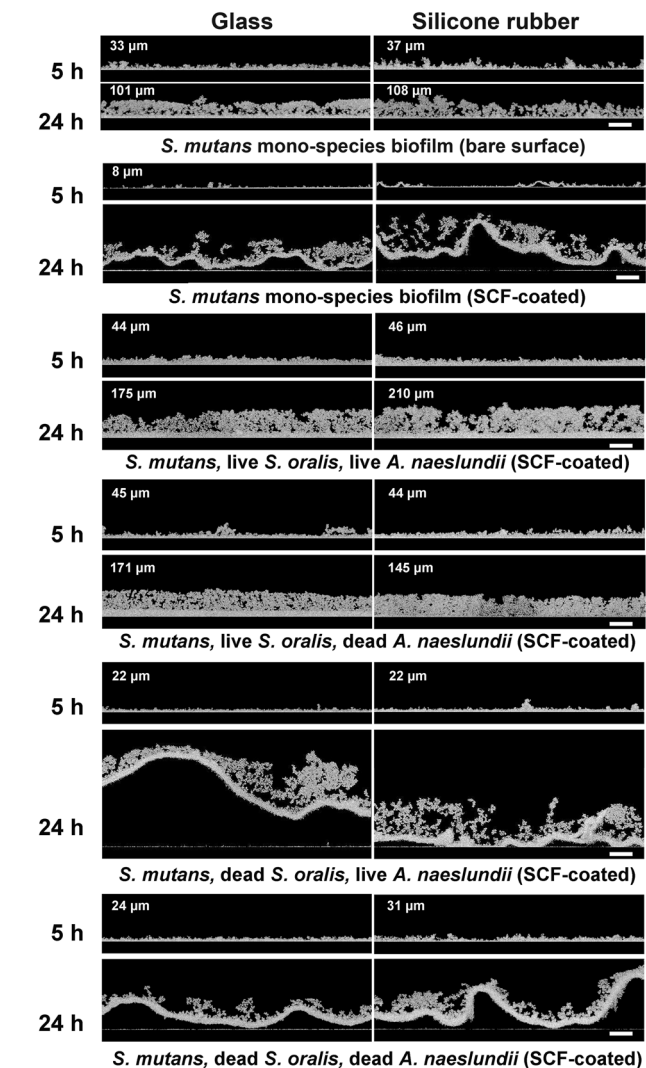 Glass Silicone rubber
5 h 33 µm 37 µm
24 h 101 µm 108 µm
S. mutans mono-species biofilm (bare surface)
5 h 8 µm
24 h
S. mutans mono-species biofilm (SCF-coated)
5 h 44 µm 46 µm
24 h 175 µm 210 µm
S. mutans, live S. oralis, live A. naeslundii (SCF-coated)
5 h 45 µm 44 µm
24 h 171 µm 145 µm
S. mutans, live S. oralis, dead A. naeslundii (SCF-coated)
5 h 22 µm 22 µm
24 h
S. mutans, dead S. oralis, live A. naeslundii (SCF-coated)
5 h 24 µm 31 µm
24 h
S. mutans, dead S. oralis, dead A. naeslundii (SCF-coated)